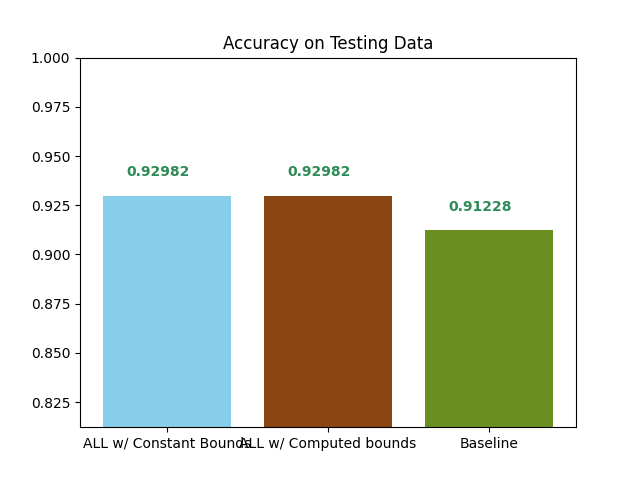 Accuracy on Testing Data
1.000
0.975
0.950
0.925
0.900
0.875
0.850
0.825
0.92982
0.92982
0.91228
ALL w/ Constant Bounds
ALL w/ Computed bounds
Baseline